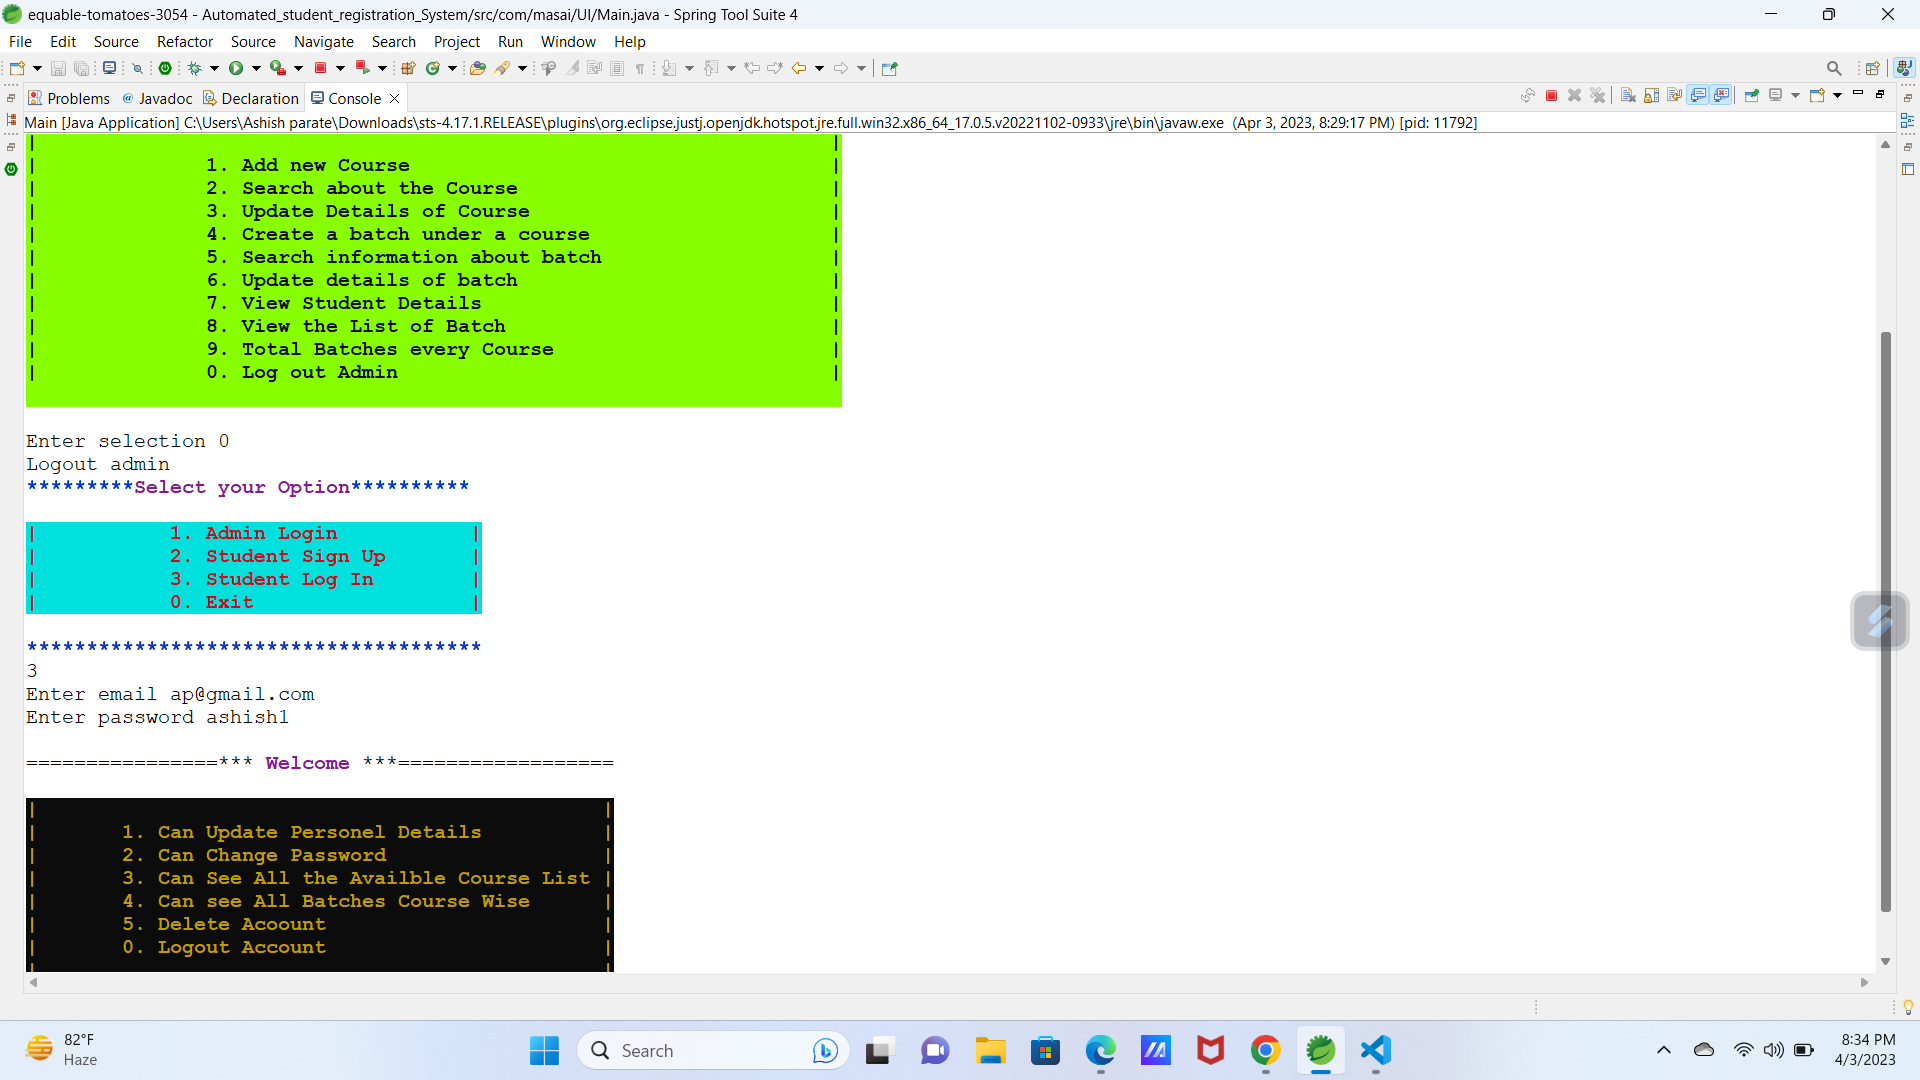 equable-tomatoes-3054 - Automated_student_registration_System/src/com/masai/UI/Main.java - Spring Tool Suite 4
File Edit Source Refactor Source Navigate Search Project Run Window Help
Problems @ Javadoc Declaration Console
Main [Java Application] C:\Users\Ashish parate\Downloads\sts-4.17.1.RELEASE\plugins\org.eclipse.justj.openjdk.hotspot.jre.full.win32.x86_64_17.0.5.v20221102-0933\jre\bin\javaw.exe (Apr 3, 2023, 8:29:17 PM) [pid: 11792]
| |
| 1. Add new Course |
| 2. Search about the Course |
| 3. Update Details of Course |
| 4. Create a batch under a course |
| 5. Search information about batch |
| 6. Update details of batch |
| 7. View Student Details |
| 8. View the List of Batch |
| 9. Total Batches every Course |
| 0. Log out Admin |
Enter selection 0
Logout admin
*********Select your Option**********
| 1. Admin Login |
| 2. Student Sign Up |
| 3. Student Log In |
| 0. Exit |
**************************************
3
Enter email ap@gmail.com
Enter password ashish1
================*** Welcome ***==================
| |
| 1. Can Update Personel Details |
| 2. Can Change Password |
| 3. Can See All the Availble Course List |
| 4. Can see All Batches Course Wise |
| 5. Delete Acoount |
| 0. Logout Account |
| |
82°F
Haze
Search
8:34 PM
4/3/2023